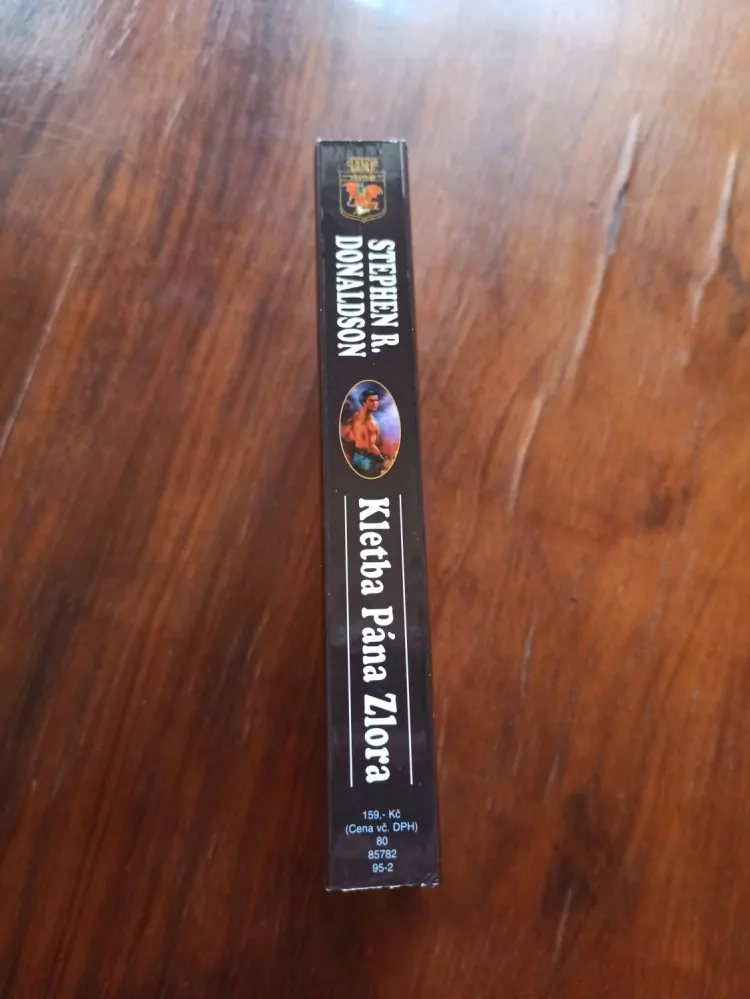 STEPHEN R.
DONALDSON
Kletba Pána Zlora
159,- Kč
(Cena vč. DPH)
80
85782
95-2